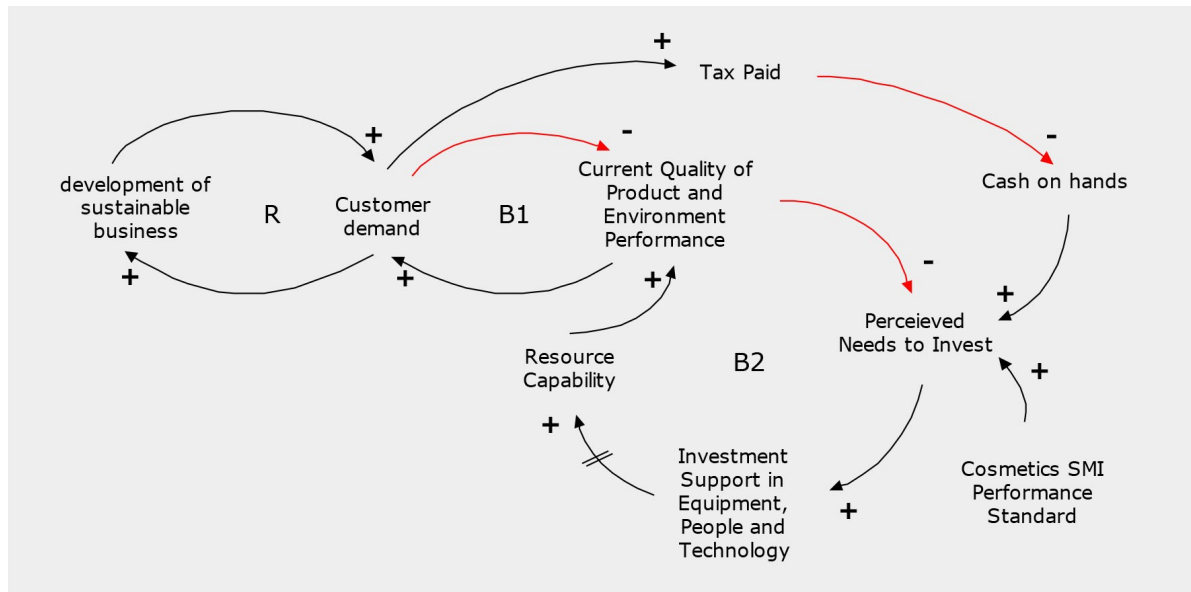 +
Tax Paid
-
+
-
development of
sustainable
business
R
Customer
demand
B1
Current Quality of
Product and
Environment
Performance
Cash on hands
+
+
+
-
+
Perceieved
Needs to Invest
Resource
Capability
B2
+
+
Investment
Support in
Equipment,
People and
Technology
+
Cosmetics SMI
Performance
Standard